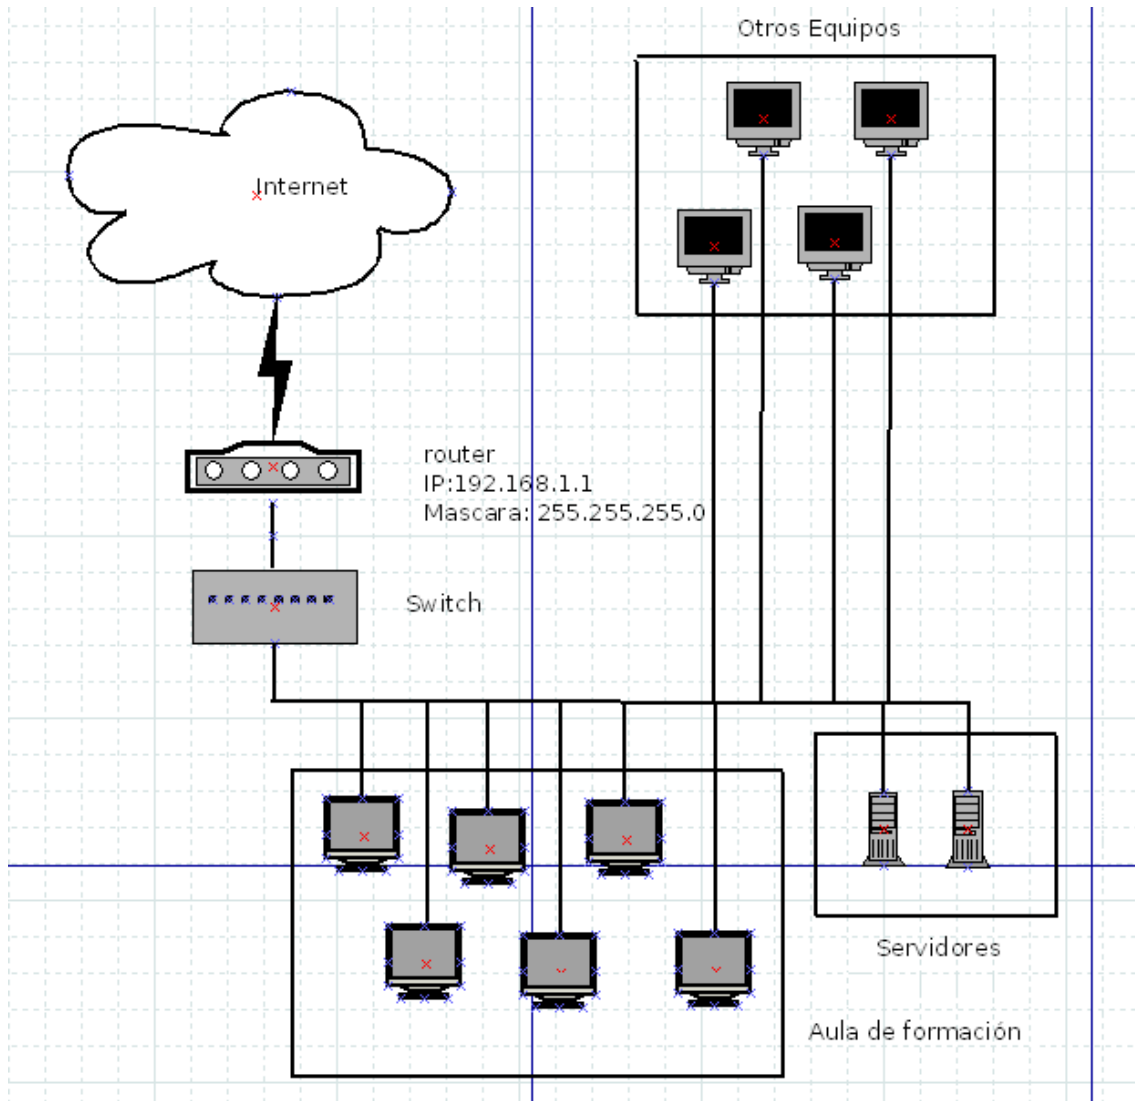 Otros Equipos
Internet
router
IP:192.168.1.1
Mascara: 255.255.255.0
Switch
Servidores
Aula de formación